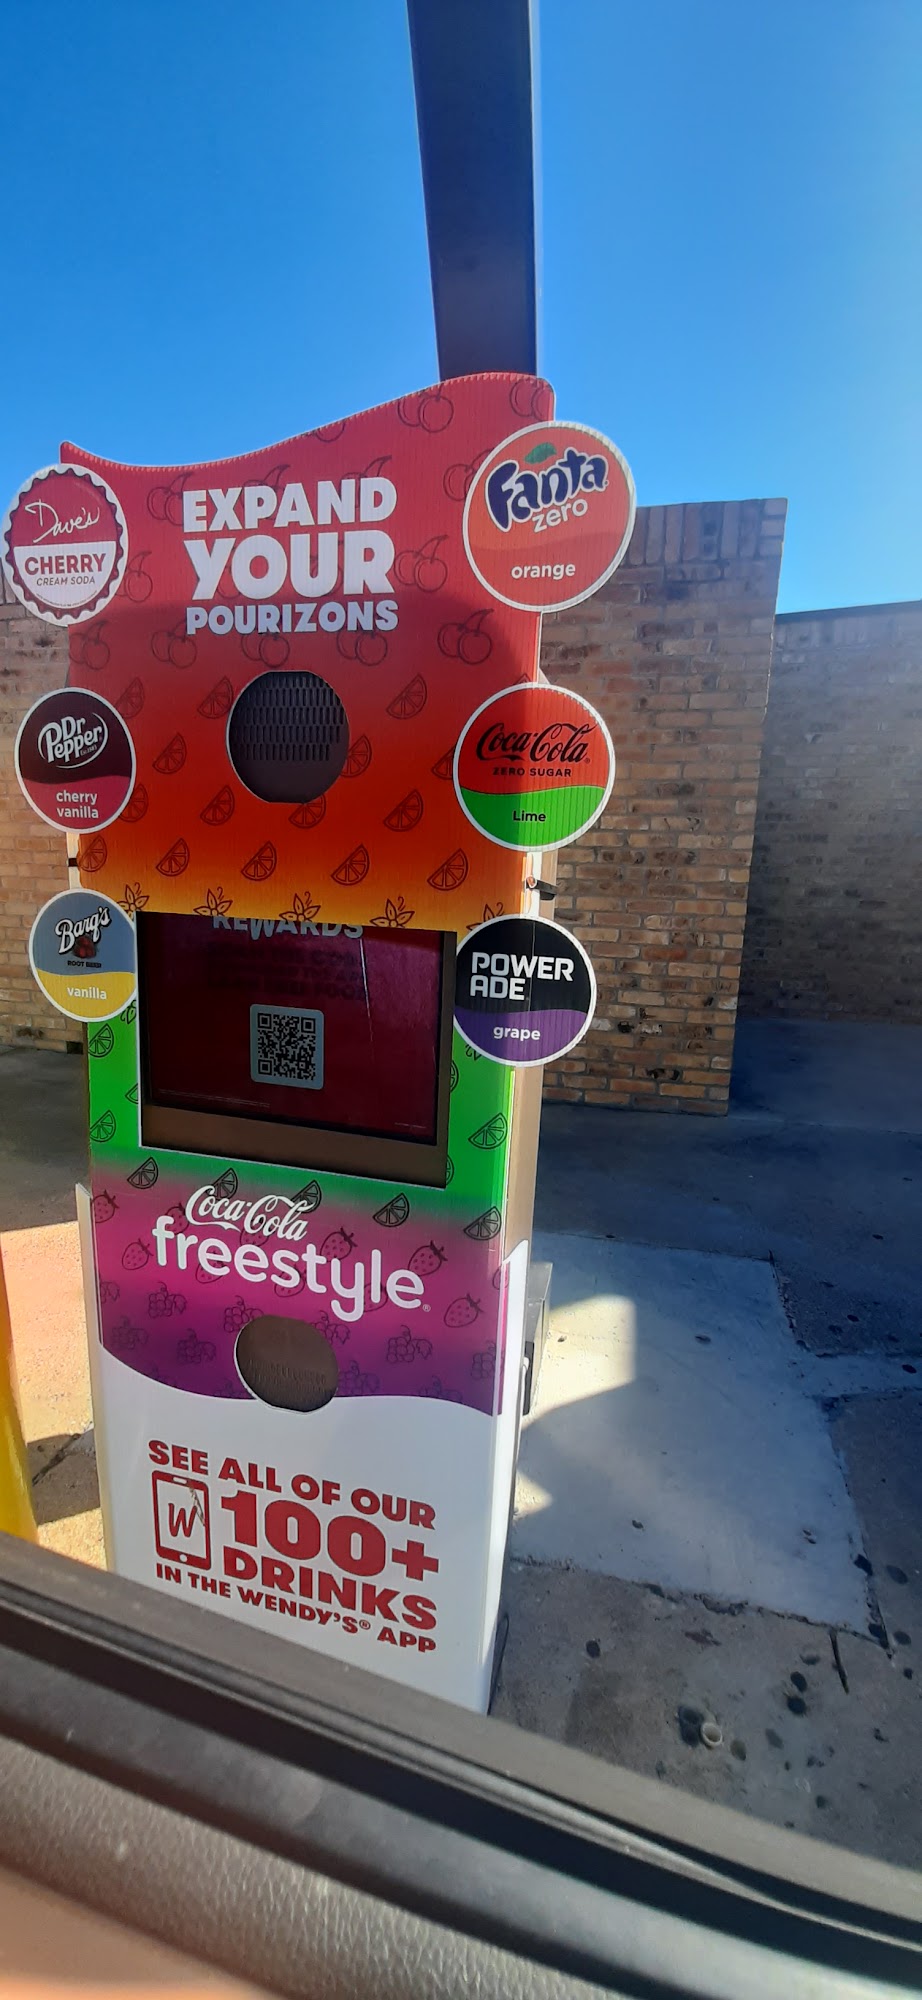 EXPAND
YOUR
POURIZONS
Dave's
CHERRY
CREAM SODA
Fanta
zero
orange
Dr
Pepper
cherry
vanilla
Coca-Cola
ZERO SUGAR
Lime
Barq's
ROOT BEER
vanilla
REWARDS
POWER
ADE
grape
Coca-Cola
freestyle
SEE ALL OF OUR
W
100+
DRINKS
IN THE WENDY'S® APP